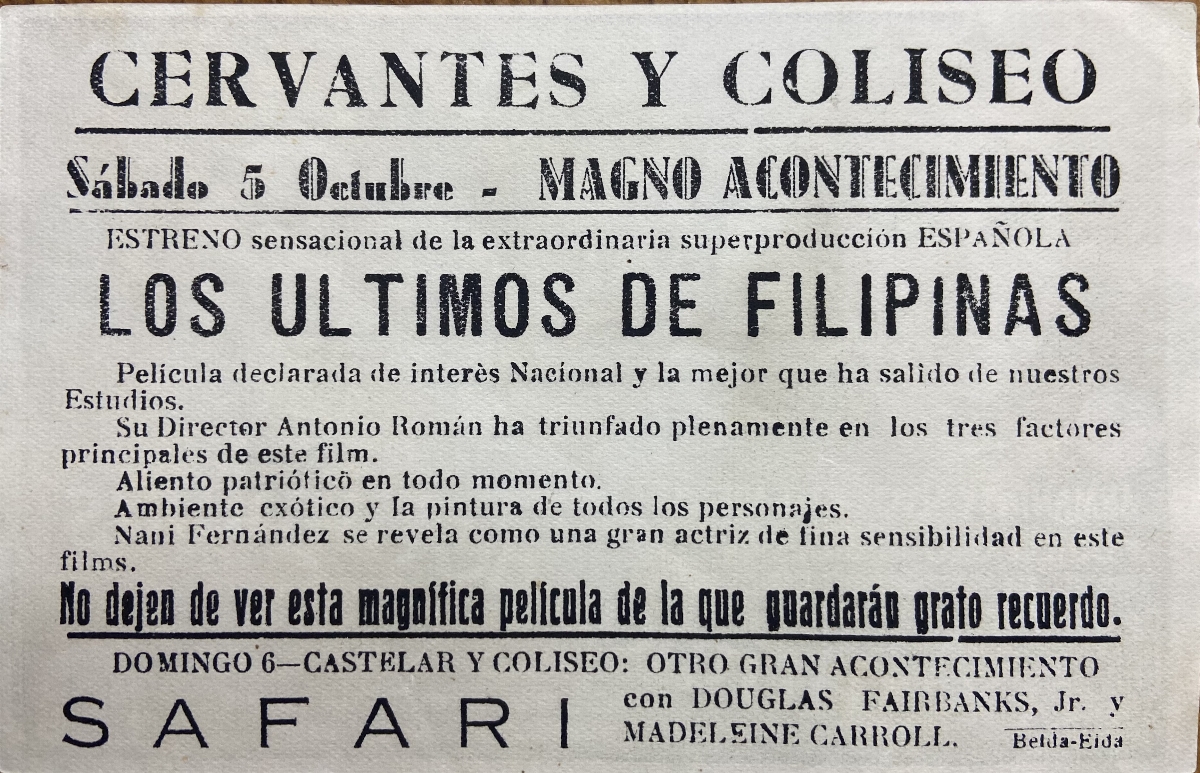 CERVANTES Y COLISEO
Sábado 5 Octubre - MAGNO ACONTECIMIENTO
ESTRENO sensacional de la extraordinaria superproducción ESPAÑOLA
LOS ULTIMOS DE FILIPINAS
Película declarada de interès Nacíonal y la mejor que ha salido de nuestros
Estudios.
Su Director Antonio Román ha triunfado plenamente en los tres factores
principales de este film.
Aliento patriótico en todo momento.
Ambiente exótico y la pintura de todos los personajes.
Nani Fernández se revela como una gran actriz de fina sensibilidad en este
films.
No dejen de ver esta magnífica película de la que guardarán grato recuerdo.
DOMINGO 6—CASTELAR Y COLISEO: OTRO GRAN ACONTECIMIENTO
SAFARI con DOUGLAS FAIRBANKS, Jr. y
MADELEINE CARROLL.
Belda-Elda